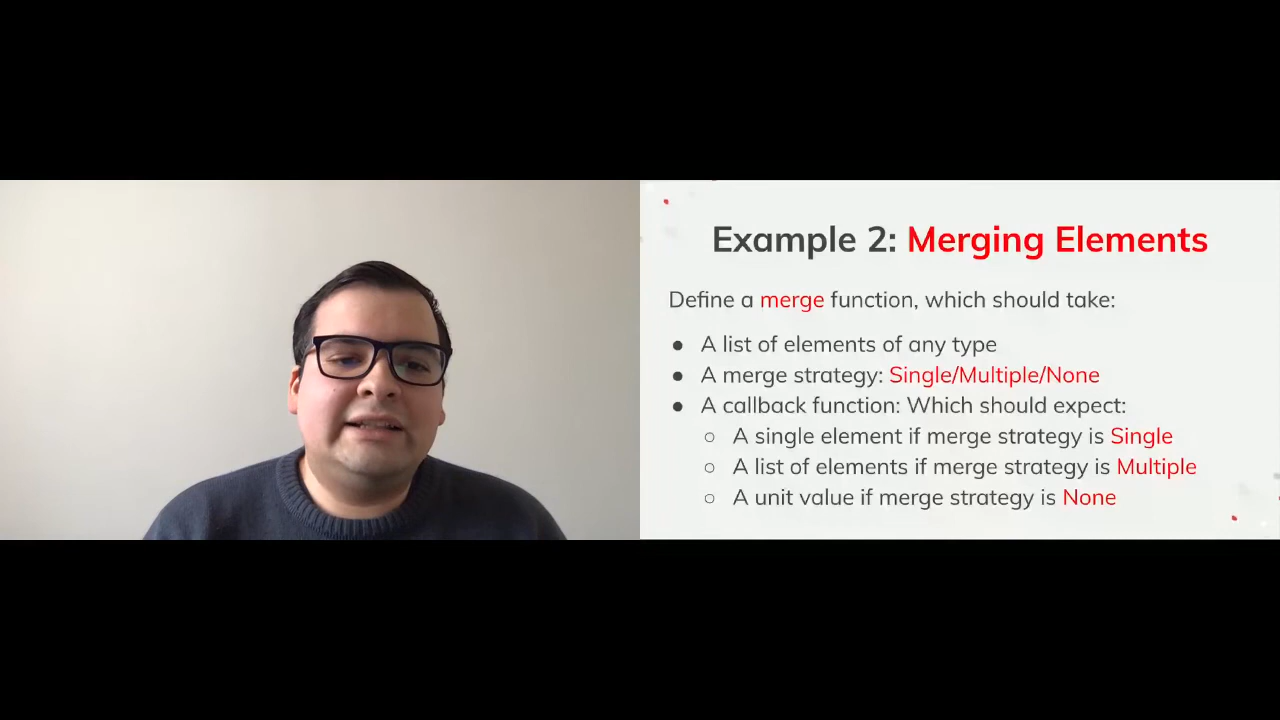 Example 2: Merging Elements
Define a merge function, which should take:
● A list of elements of any type
● A merge strategy: Single/Multiple/None
● A callback function: Which should expect:
○ A single element if merge strategy is Single
○ A list of elements if merge strategy is Multiple
○ A unit value if merge strategy is None